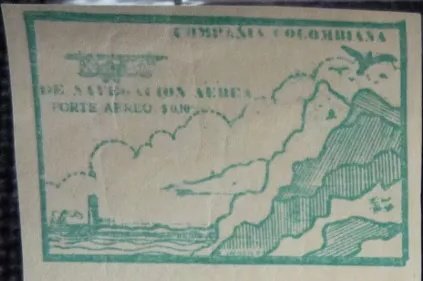 COMPAÑIA COLOMBIANA
DE NAVEGACION AEREA
PORTE AEREO $0.10